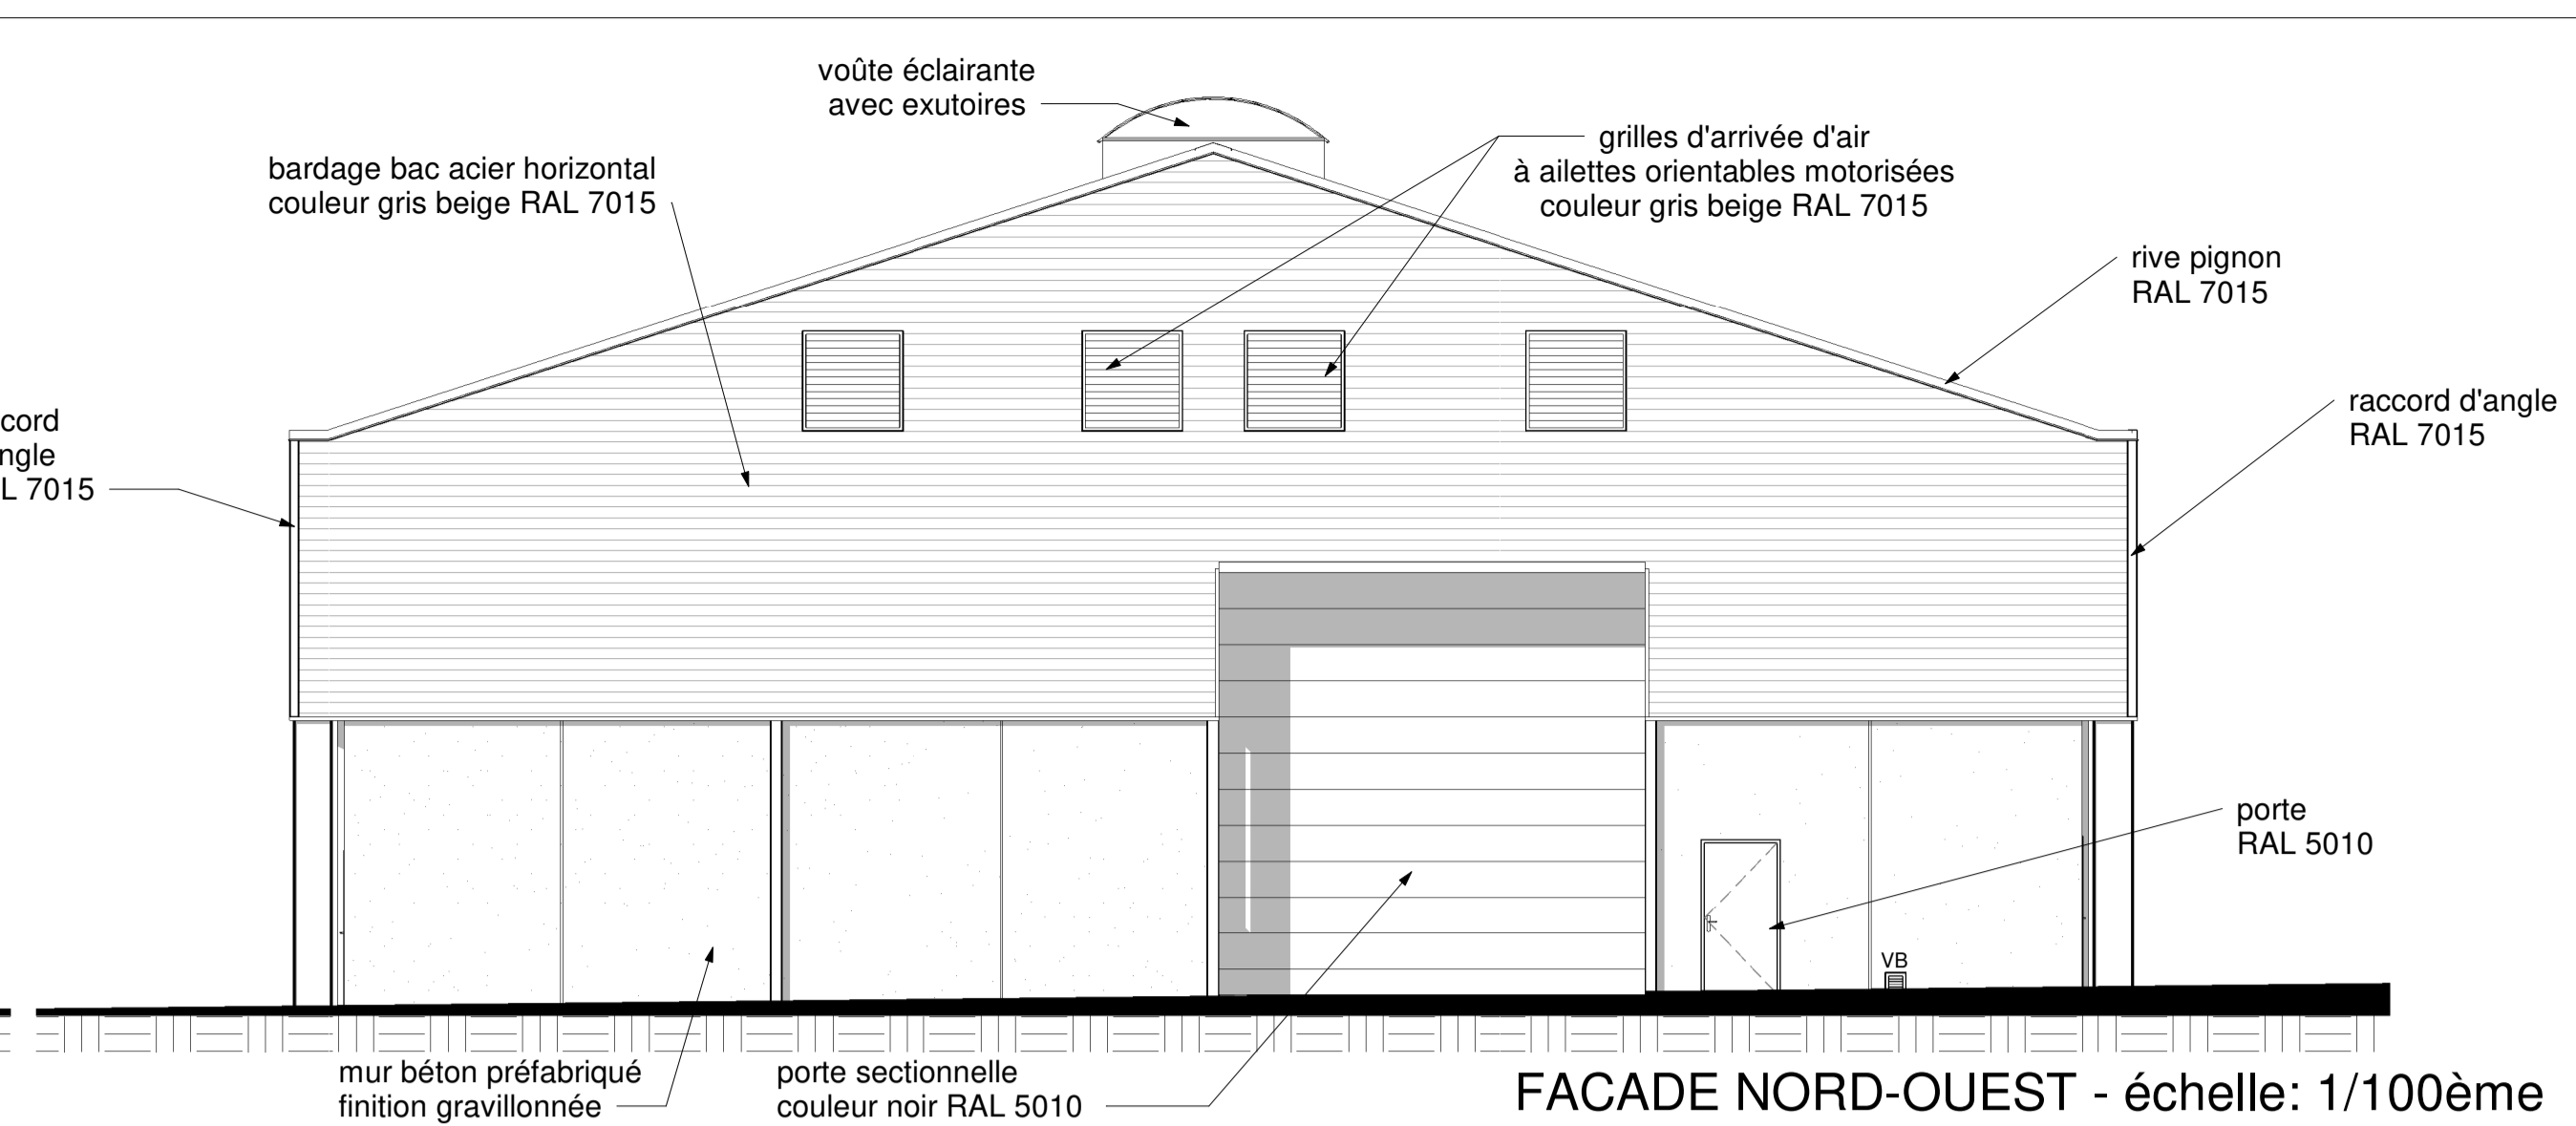 voûte éclairante
avec exutoires
grilles d'arrivée d'air
à ailettes orientables motorisées
couleur gris beige RAL 7015
bardage bac acier horizontal
couleur gris beige RAL 7015
rive pignon
RAL 7015
raccord d'angle
RAL 7015
cord
ngle
L 7015
porte
RAL 5010
VB
mur béton préfabriqué
finition gravillonnée
porte sectionnelle
couleur noir RAL 5010
FACADE NORD-OUEST - échelle: 1/100ème